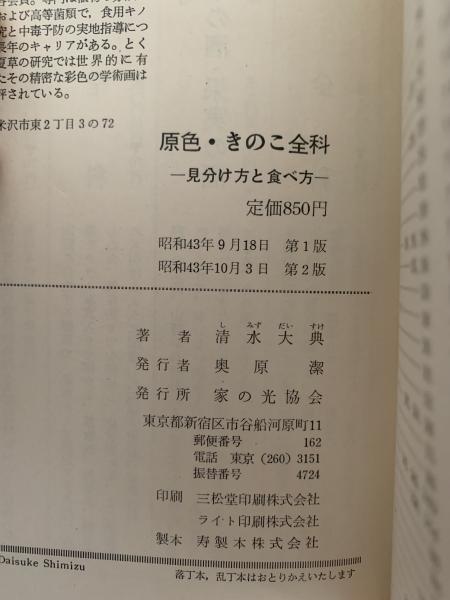 および高等菌類で，食用キノ
究と中毒予防の実地指導につ
長年のキャリアがある。とく
夏草の研究では世界的に有
たその精密な彩色の学術画は
評されている。
米沢市東2丁目3の72
原色・きのこ全科
—見分け方と食べ方—
定価850円
昭和43年9月18日 第1版
昭和43年10月3日 第2版
著者 清水大典
し みず だい すけ
発行者 奥原潔
発行所 家の光協会
東京都新宿区市谷船河原町11
郵便番号 162
電話 東京(260)3151
振替番号 4724
印刷 三松堂印刷株式会社
ライト印刷株式会社
製本 寿製本株式会社
Daisuke Shimizu
落丁本，乱丁本はおとりかえいたします